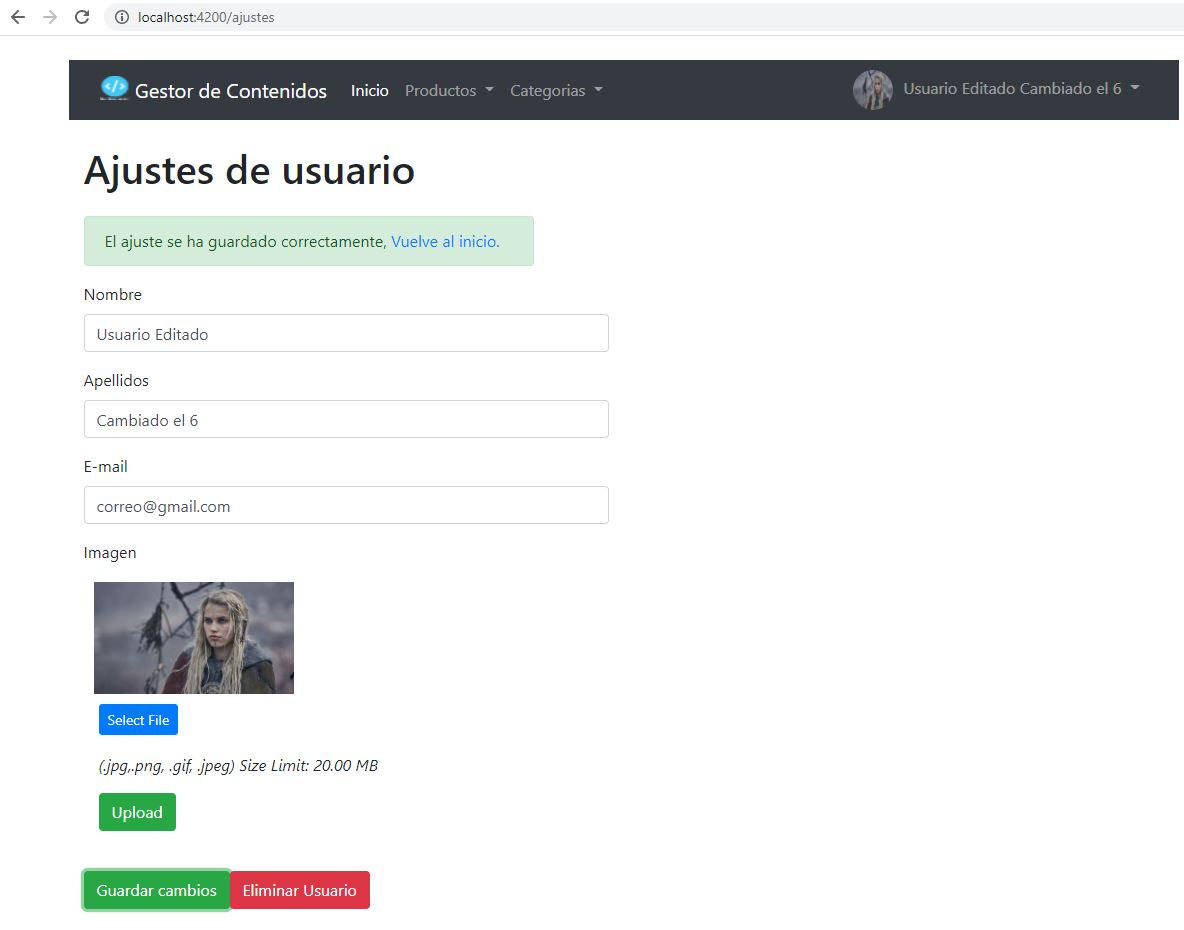 localhost:4200/ajustes
Gestor de Contenidos Inicio Productos Categorias Usuario Editado Cambiado el 6
Ajustes de usuario
El ajuste se ha guardado correctamente, Vuelve al inicio.
Nombre
Usuario Editado
Apellidos
Cambiado el 6
E-mail
correo@gmail.com
Imagen
Select File
(.jpg,.png, .gif, .jpeg) Size Limit: 20.00 MB
Upload
Guardar cambios Eliminar Usuario